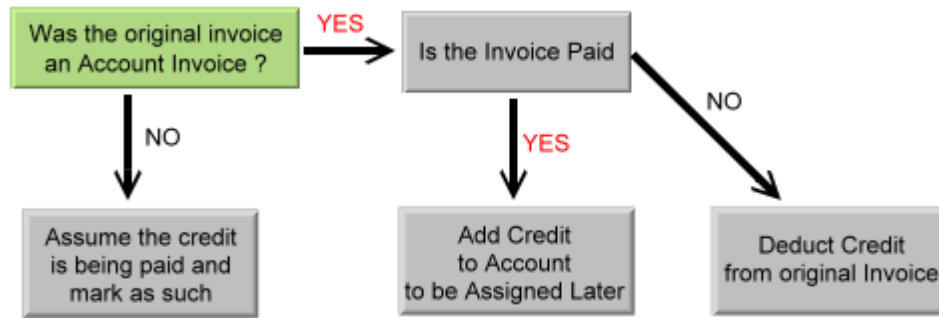 Was the original invoice
an Account Invoice ?
YES
Is the Invoice Paid
NO
YES
NO
Assume the credit
is being paid and
mark as such
Add Credit
to Account
to be Assigned Later
Deduct Credit
from original Invoice